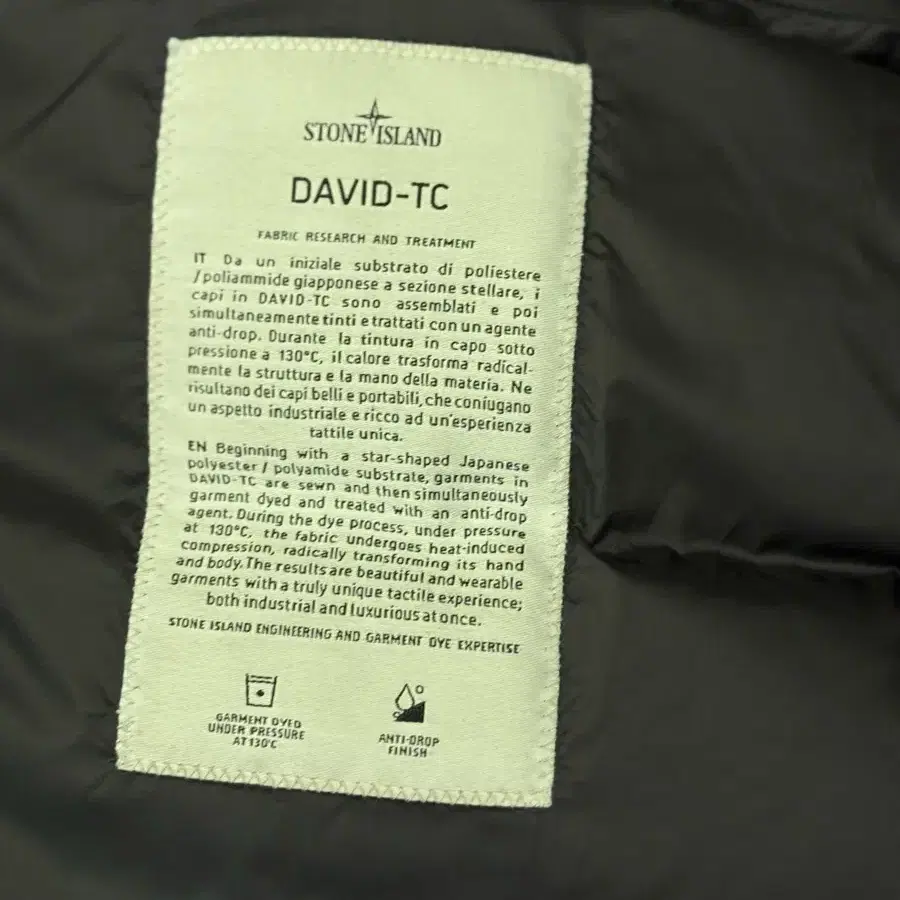 STONE ISLAND
DAVID-TC
FABRIC RESEARCH AND TREATMENT
IT Da un iniziale substrato di poliestere
/poliammide giapponese a sezione stellare, i
capi in DAVID-TC sono assemblati e poi
simultaneamente tinti e trattati con un agente
anti-drop. Durante la tintura in capo sotto
pressione a 130°C, il calore trasforma radical-
mente la struttura e la mano della materia. Ne
risultano dei capi belli e portabili, che coniugano
un aspetto industriale e ricco ad un'esperienza
tattile unica.
EN Beginning with a star-shaped Japanese
polyester / polyamide substrate, garments in
DAVID-TC are sewn and then simultaneously
garment dyed and treated with an anti-drop
agent. During the dye process, under pressure
at 130°C, the fabric undergoes heat-induced
compression, radically transforming its hand
and body. The results are beautiful and wearable
garments with a truly unique tactile experience;
both industrial and luxurious at once.
STONE ISLAND ENGINEERING AND GARMENT DYE EXPERTISE
GARMENT DYED
UNDER PRESSURE
AT 130°C
ANTI-DROP
FINISH